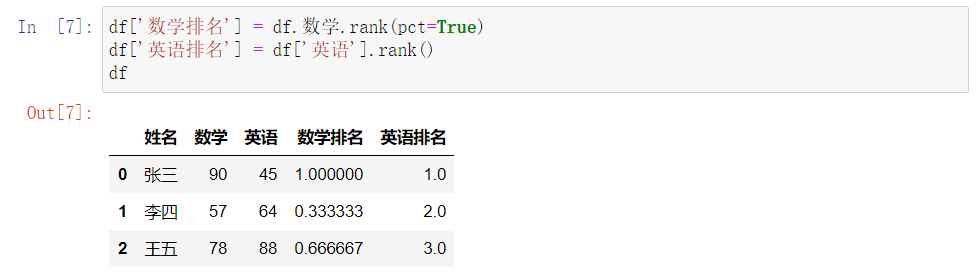 In [7]: df['数学排名'] = df.数学.rank(pct=True)
df['英语排名'] = df['英语'].rank()
df
Out[7]:
姓名 数学 英语 数学排名 英语排名
0 张三 90 45 1.000000 1.0
1 李四 57 64 0.333333 2.0
2 王五 78 88 0.666667 3.0